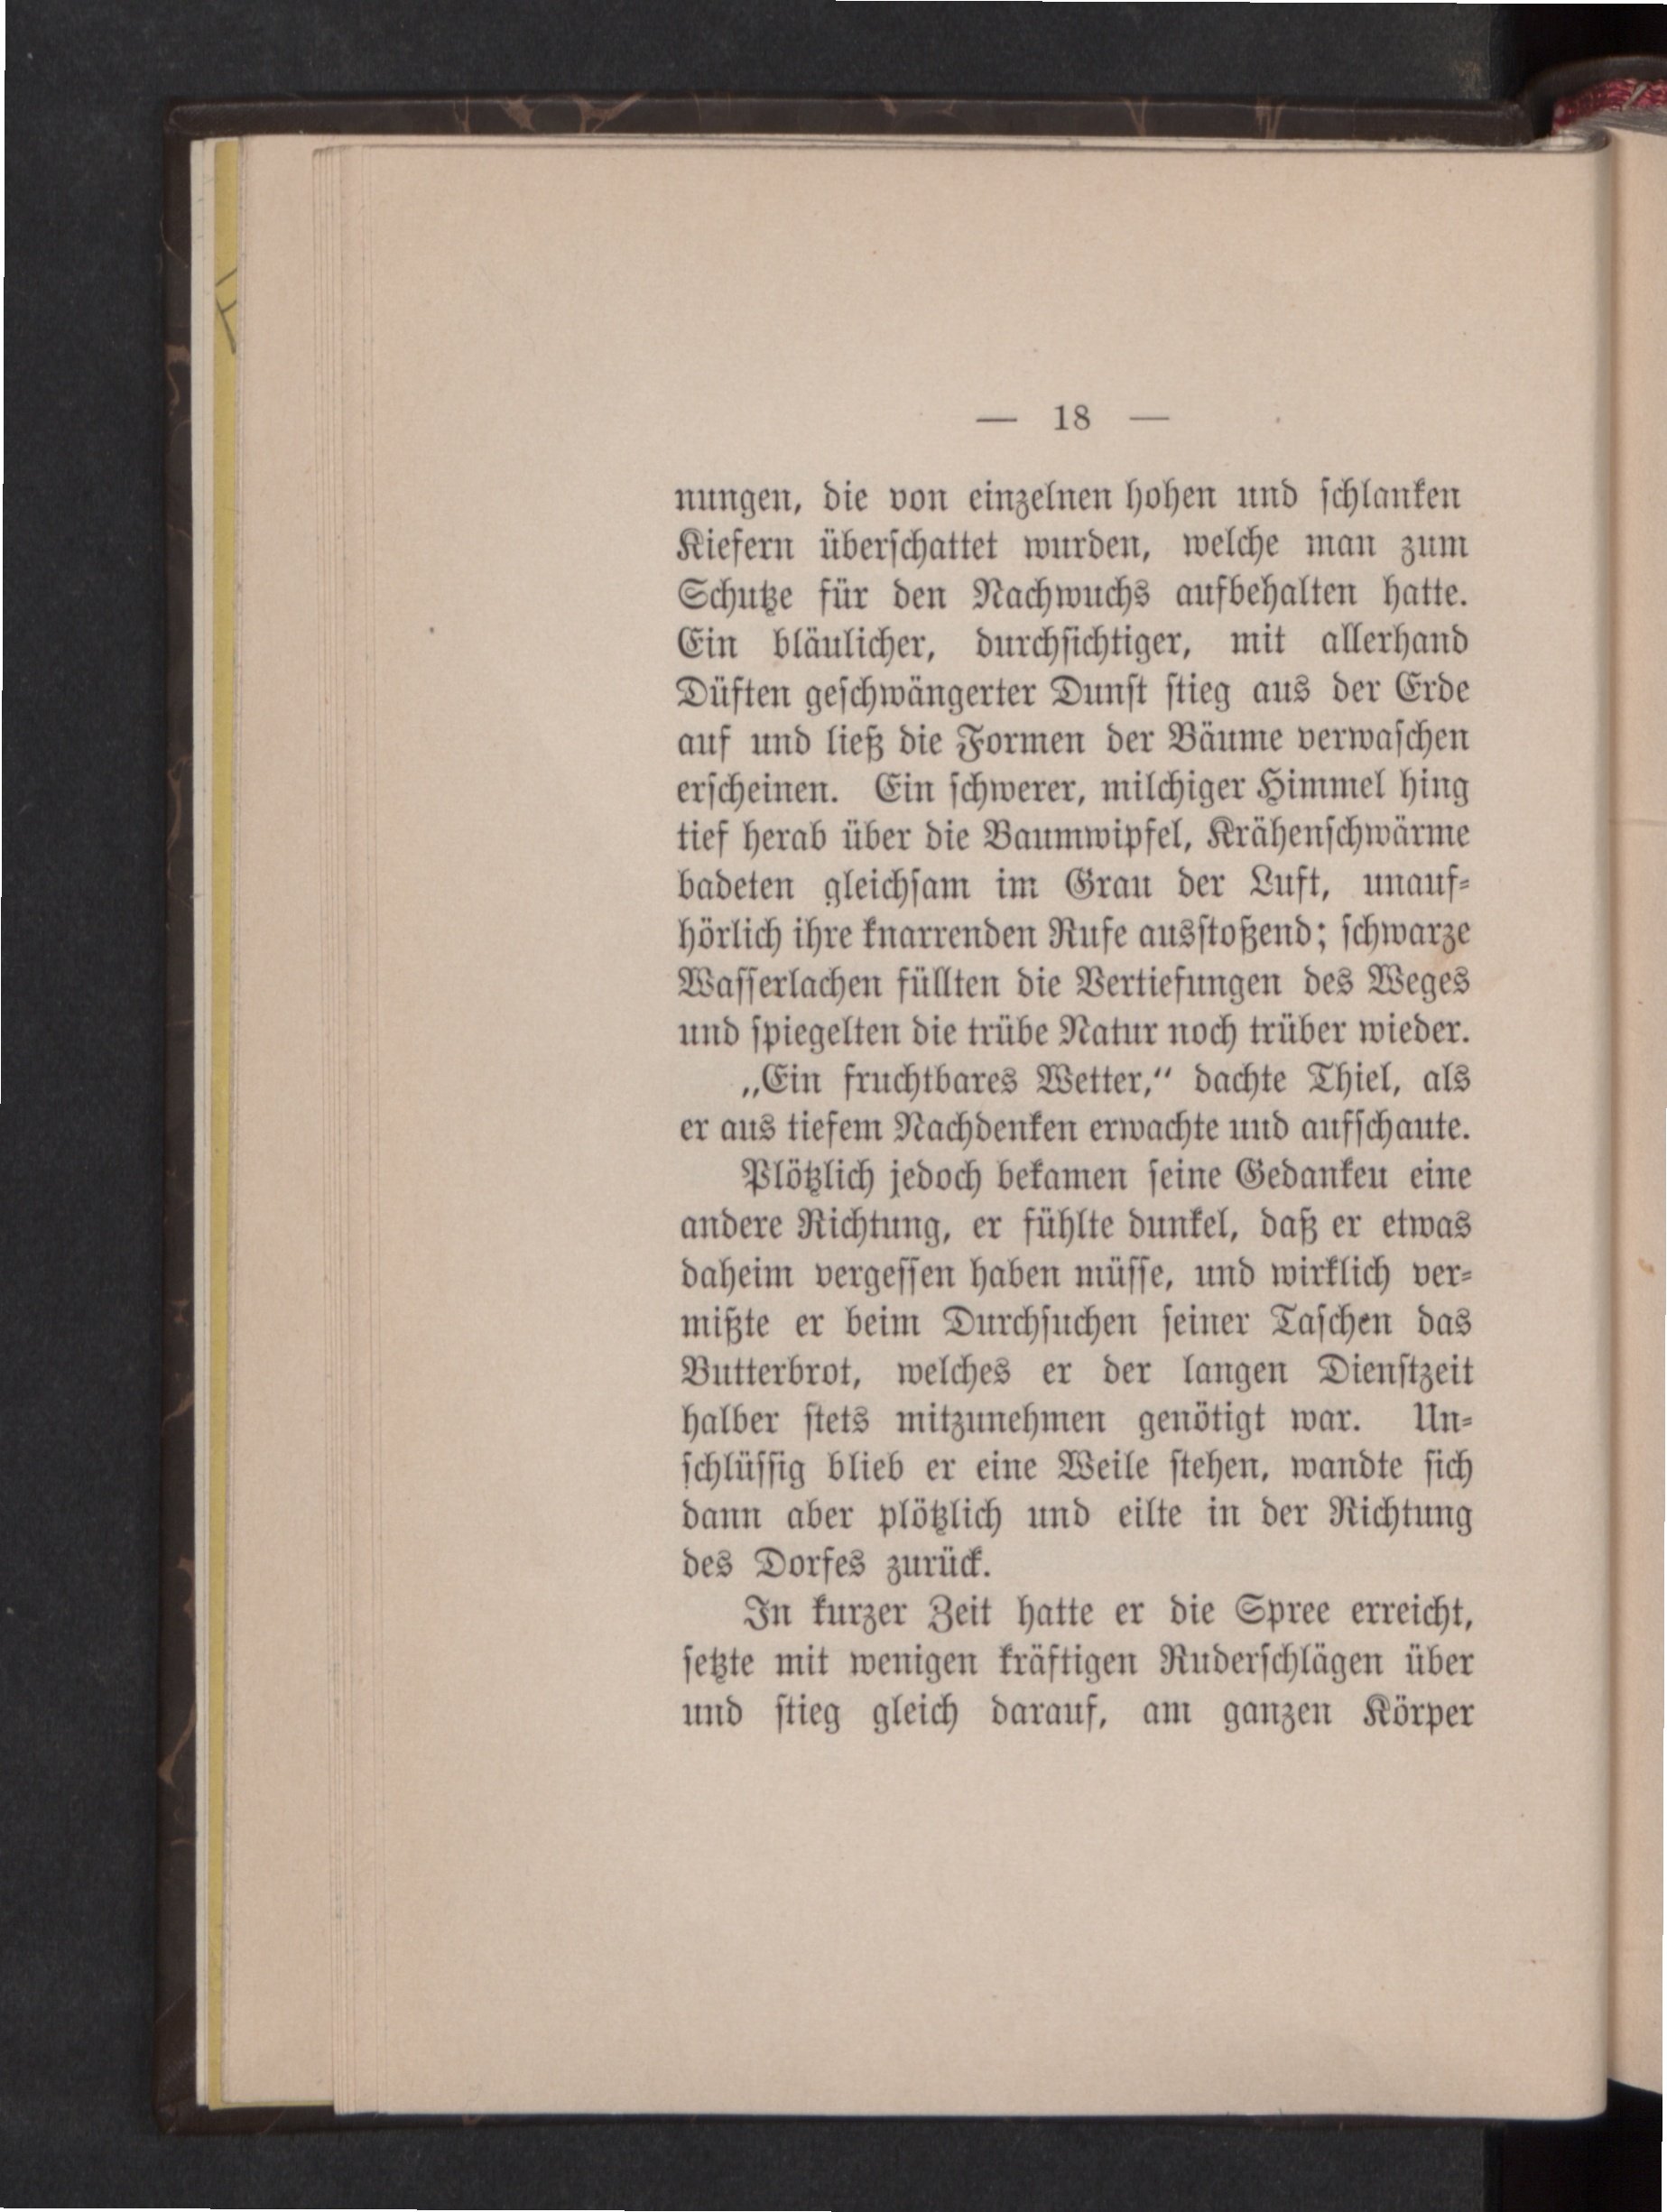 — 18 —
nungen, die von einzelnen hohen und schlanken
Kiefern überschattet wurden, welche man zum
Schutze für den Nachwuchs aufbehalten hatte.
Ein bläulicher, durchsichtiger, mit allerhand
Düften geschwängerter Dunst stieg aus der Erde
auf und ließ die Formen der Bäume verwaschen
erscheinen. Ein schwerer, milchiger Himmel hing
tief herab über die Baumwipfel, Krähenschwärme
badeten gleichsam im Grau der Luft, unauf-
hörlich ihre knarrenden Rufe ausstoßend; schwarze
Wasserlachen füllten die Vertiefungen des Weges
und spiegelten die trübe Natur noch trüber wieder.
„Ein fruchtbares Wetter,“ dachte Thiel, als
er aus tiefem Nachdenken erwachte und aufschaute.
Plötzlich jedoch bekamen seine Gedankeu eine
andere Richtung, er fühlte dunkel, daß er etwas
daheim vergessen haben müsse, und wirklich ver-
mißte er beim Durchsuchen seiner Taschen das
Butterbrot, welches er der langen Dienstzeit
halber stets mitzunehmen genötigt war. Un-
schlüssig blieb er eine Weile stehen, wandte sich
dann aber plötzlich und eilte in der Richtung
des Dorfes zurück.
In kurzer Zeit hatte er die Spree erreicht,
setzte mit wenigen kräftigen Ruderschlägen über
und stieg gleich darauf, am ganzen Körper